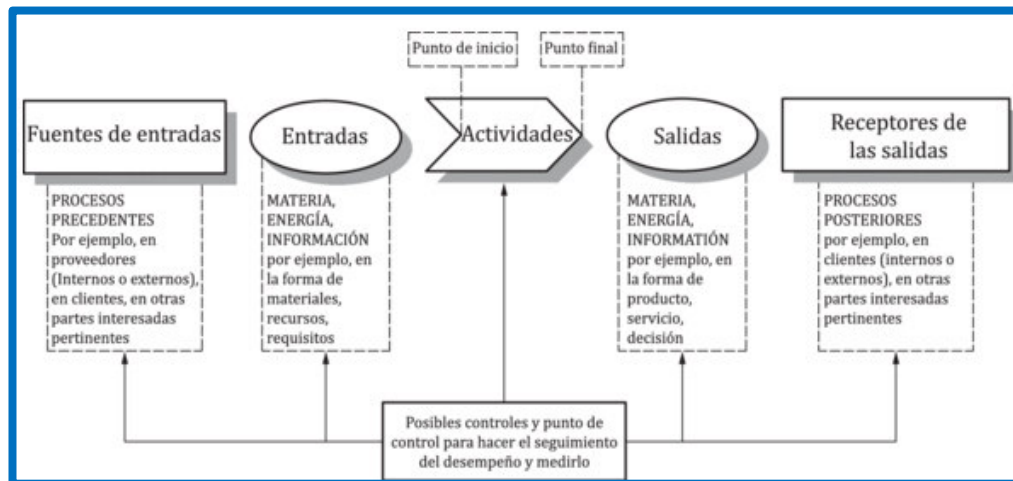 Punto de inicio
Punto final
Fuentes de entradas
Entradas
Actividades
Salidas
Receptores de
las salidas
PROCESOS
PRECEDENTES
Por ejemplo, en
proveedores
(Internos o externos),
en clientes, en otras
partes interesadas
pertinentes
MATERIA,
ENERGÍA,
INFORMACIÓN
por ejemplo, en
la forma de
materiales,
recursos,
requisitos
MATERIA,
ENERGÍA,
INFORMATIÓN
por ejemplo, en
la forma de
producto,
servicio,
decisión
PROCESOS
POSTERIORES
por ejemplo, en
clientes (internos o
externos), en otras
partes interesadas
pertinentes
Posibles controles y punto de
control para hacer el seguimiento
del desempeño y medirlo